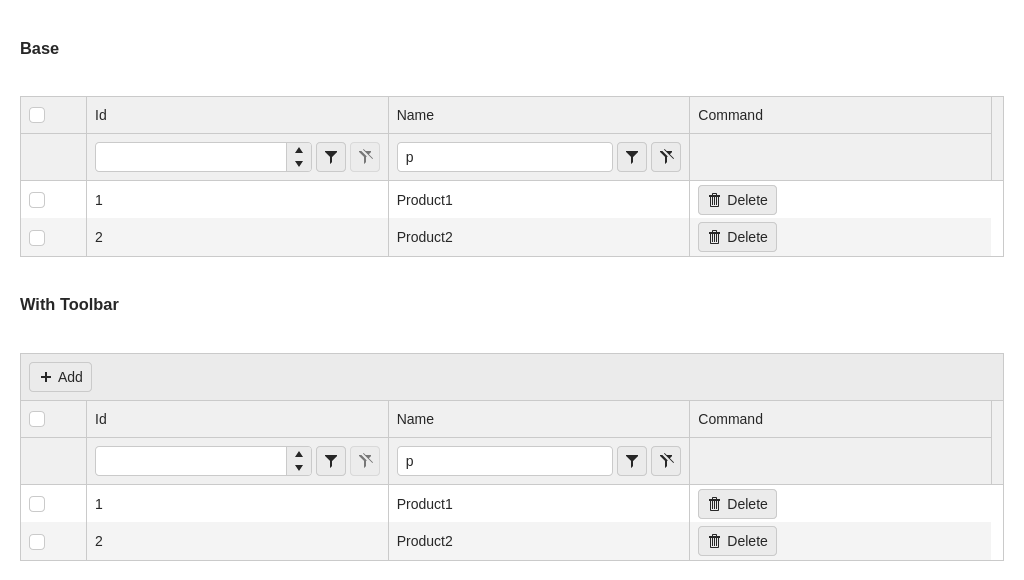 Base
Id Name Command
p
1 Product1 Delete
2 Product2 Delete
With Toolbar
Add
Id Name Command
p
1 Product1 Delete
2 Product2 Delete